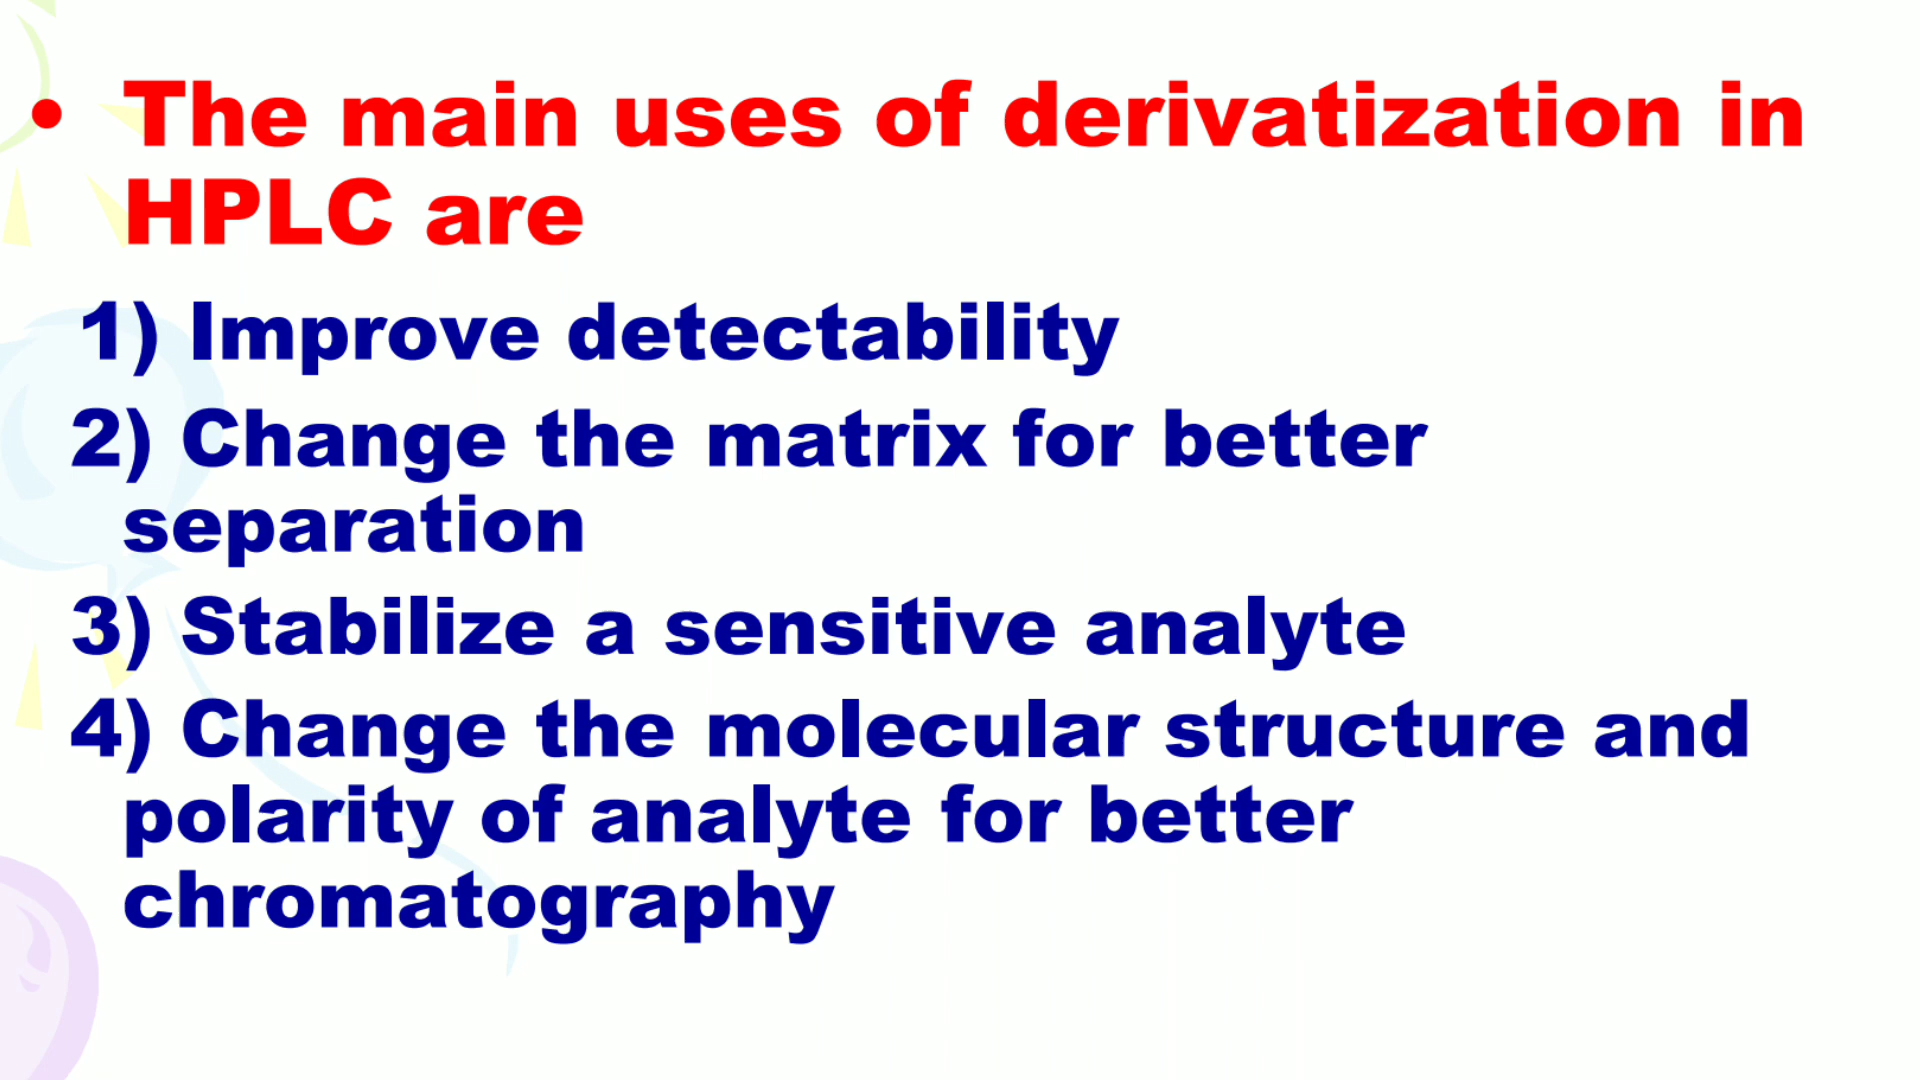 • The main uses of derivatization in
HPLC are
1) Improve detectability
2) Change the matrix for better
separation
3) Stabilize a sensitive analyte
4) Change the molecular structure and
polarity of analyte for better
chromatography